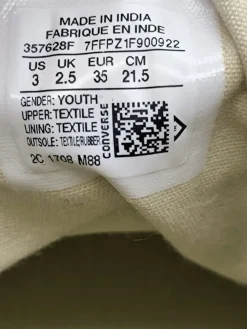 MADE IN INDIA
FABRIQUE EN INDE
357628F 7FFPZ1F900922
US UK EUR CM
3 2.5 35 21.5
GENDER: YOUTH
UPPER: TEXTILE
LINING: TEXTILE
OUTSOLE: TEXTILE/RUBBER
CONVERSE
2C 1708 M88